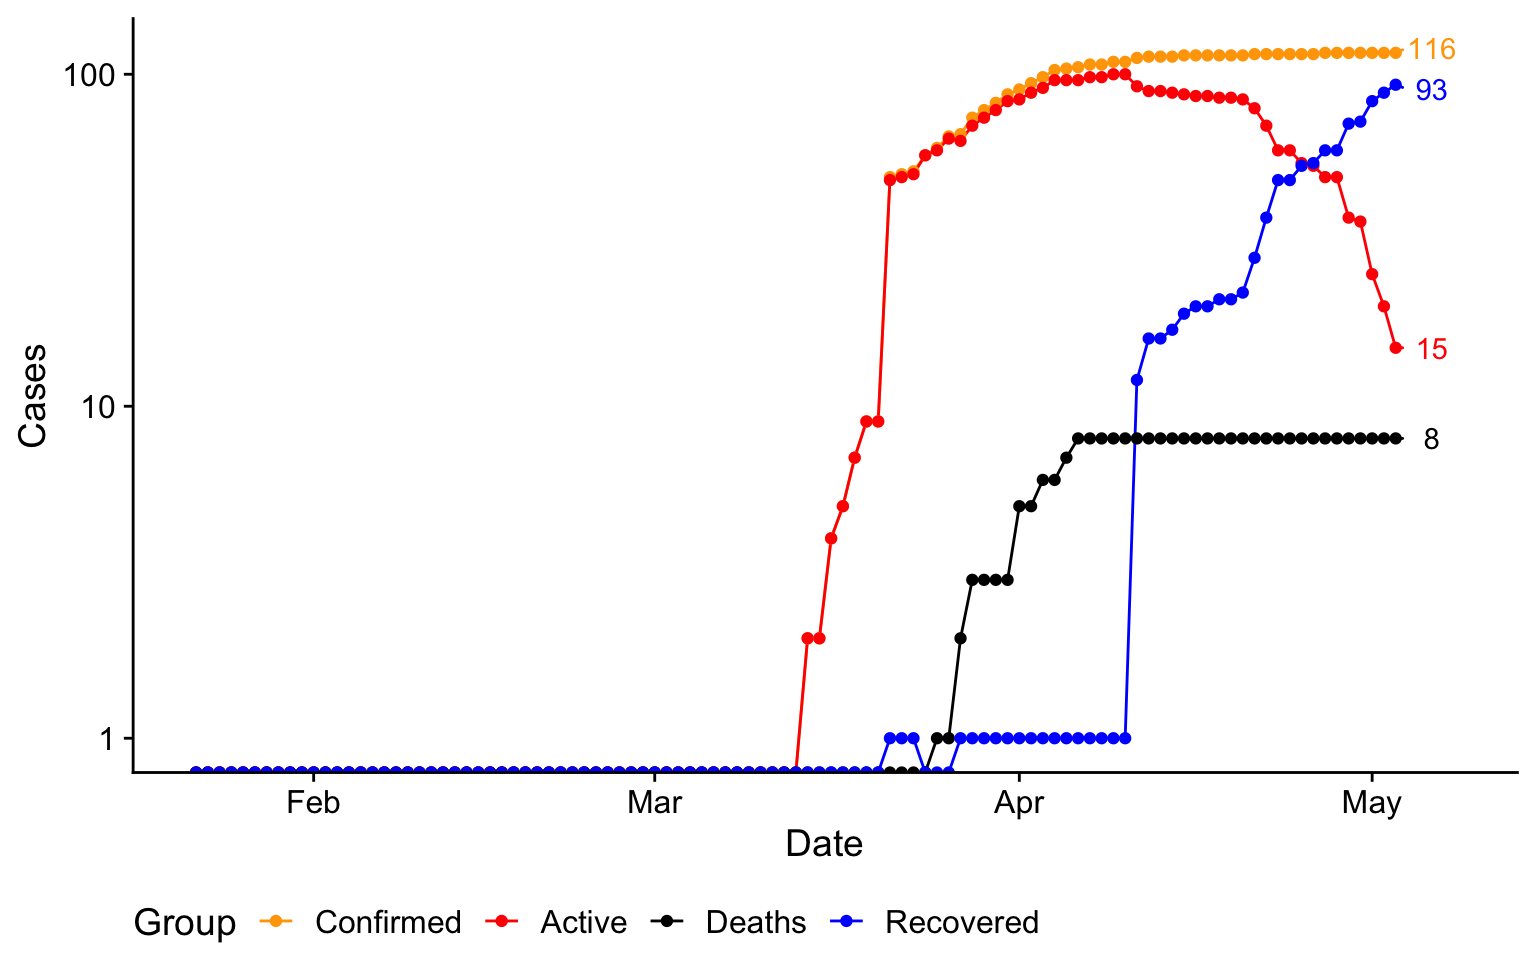 116
100
93
15
10
8
1
Cases
Feb Mar Apr May
Date
Group Confirmed Active Deaths Recovered